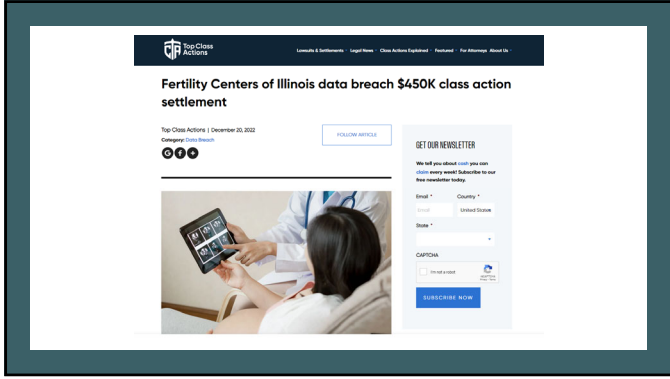 Top Class
Actions
Lawsuits & Settlements Legal News Class Actions Explained Featured For Attorneys About Us
Fertility Centers of Illinois data breach $450K class action
settlement
Top Class Actions | December 20, 2022
Category: Data Breach
FOLLOW ARTICLE
GET OUR NEWSLETTER
We tell you about cash you can
claim every week! Subscribe to our
free newsletter today.
Email * Country *
Email United States
State *
CAPTCHA
I'm not a robot
reCAPTCHA
Privacy - Terms
SUBSCRIBE NOW